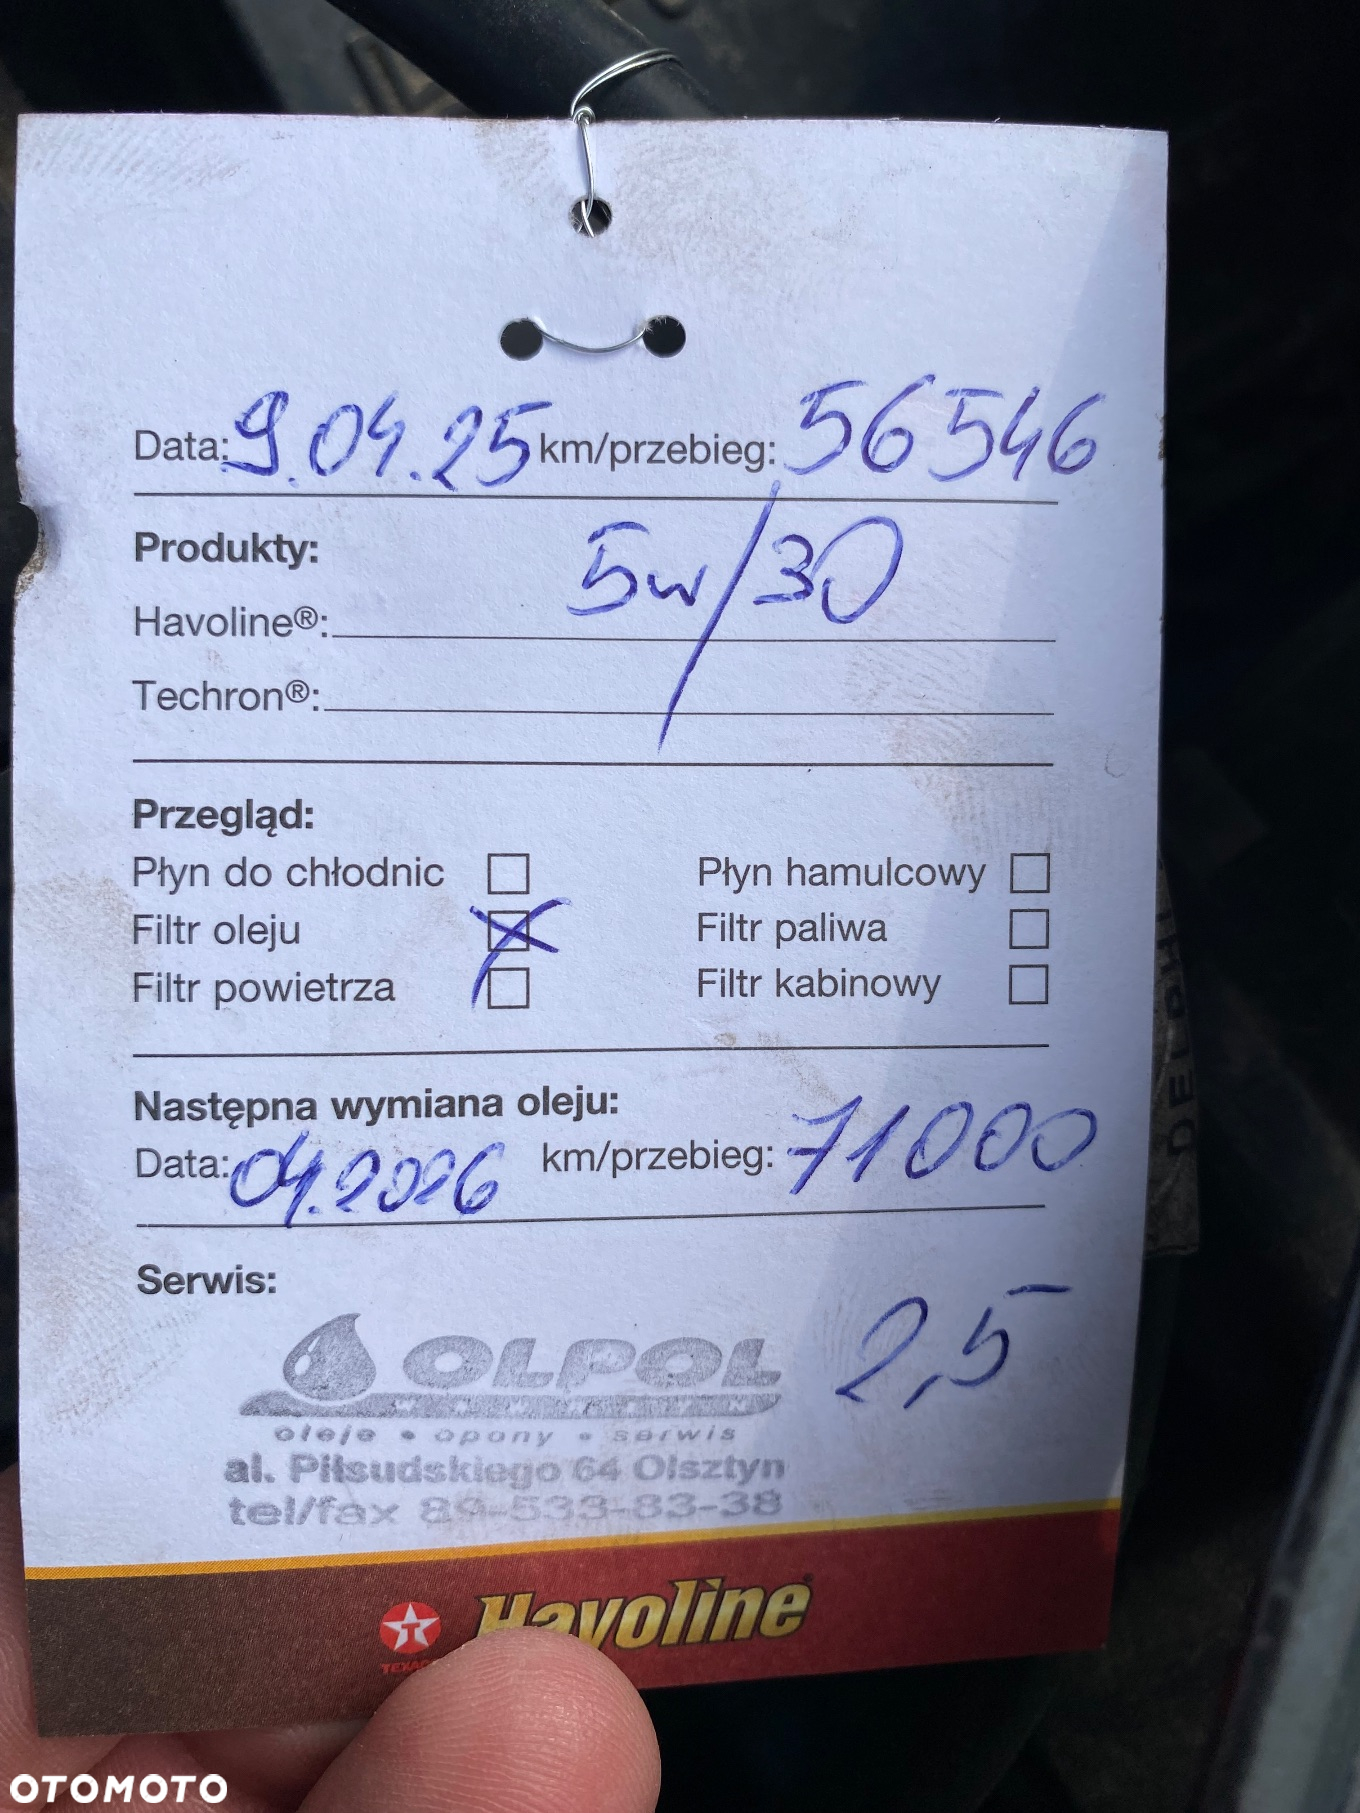 Data: 9.04.25 km/przebieg: 56546
Produkty: 5w/30
Havoline®:
Techron®:
Przegląd:
Płyn do chłodnic Płyn hamulcowy
Filtr oleju X Filtr paliwa
Filtr powietrza Filtr kabinowy
Następna wymiana oleju:
Data: 04.2026 km/przebieg: 71000
Serwis:
2,5
OLPOL
oleje • opony • serwis
al. Piłsudskiego 64 Olsztyn
tel/fax 89-533-83-38
Havoline
DELPHI
OTOMOTO